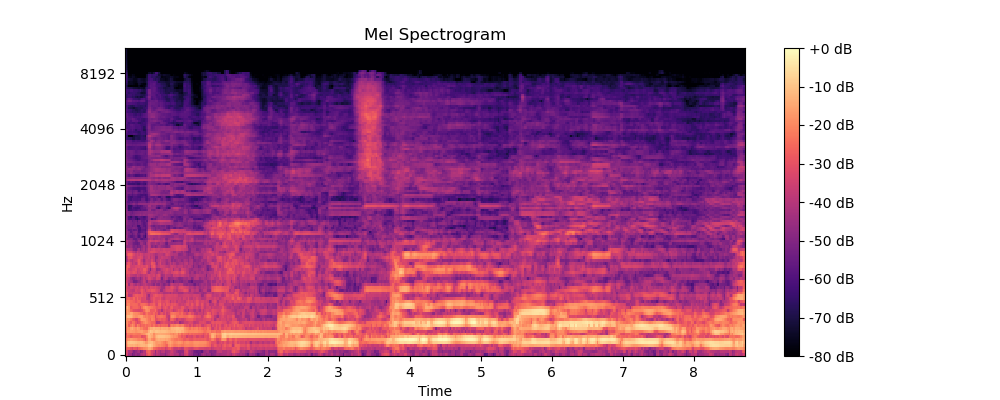 Mel Spectrogram
Hz
8192
4096
2048
1024
512
0
0 1 2 3 4 5 6 7 8
Time
+0 dB
-10 dB
-20 dB
-30 dB
-40 dB
-50 dB
-60 dB
-70 dB
-80 dB